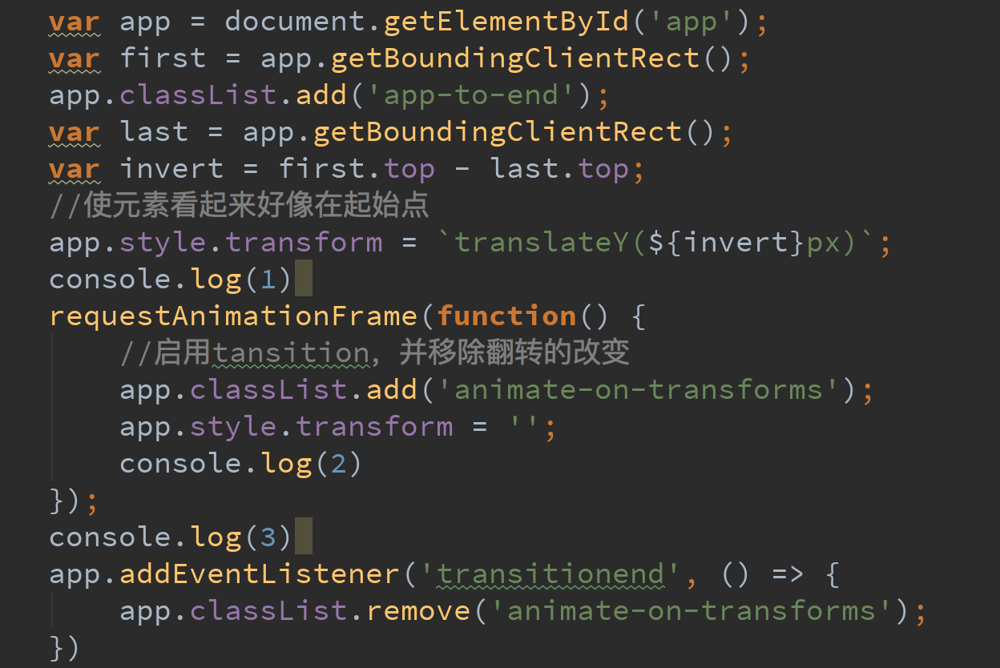 var app = document.getElementById('app');
var first = app.getBoundingClientRect();
app.classList.add('app-to-end');
var last = app.getBoundingClientRect();
var invert = first.top - last.top;
//使元素看起来好像在起始点
app.style.transform = `translateY(${invert}px)`;
console.log(1)
requestAnimationFrame(function() {
    //启用tansition，并移除翻转的改变
    app.classList.add('animate-on-transforms');
    app.style.transform = '';
    console.log(2)
});
console.log(3)
app.addEventListener('transitionend', () => {
    app.classList.remove('animate-on-transforms');
})